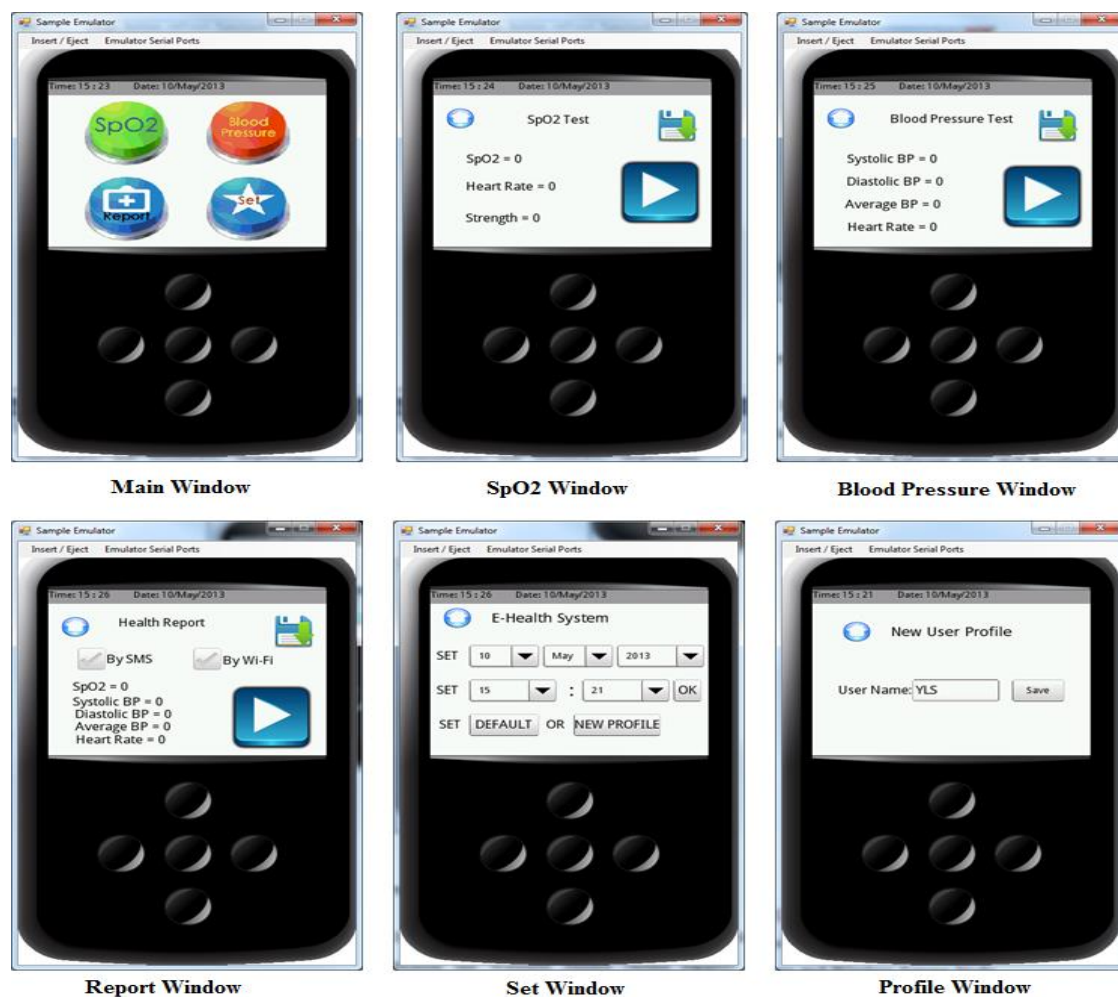 Sample Emulator
Insert / Eject Emulator Serial Ports
Time: 15 : 23 Date: 10/May/2013
SpO2
Blood Pressure
Report
Set
Main Window
Sample Emulator
Insert / Eject Emulator Serial Ports
Time: 15 : 24 Date: 10/May/2013
SpO2 Test
SpO2 = 0
Heart Rate = 0
Strength = 0
SpO2 Window
Sample Emulator
Insert / Eject Emulator Serial Ports
Time: 15 : 25 Date: 10/May/2013
Blood Pressure Test
Systolic BP = 0
Diastolic BP = 0
Average BP = 0
Heart Rate = 0
Blood Pressure Window
Sample Emulator
Insert / Eject Emulator Serial Ports
Time: 15 : 26 Date: 10/May/2013
Health Report
By SMS By Wi-Fi
SpO2 = 0
Systolic BP = 0
Diastolic BP = 0
Average BP = 0
Heart Rate = 0
Report Window
Sample Emulator
Insert / Eject Emulator Serial Ports
Time: 15 : 26 Date: 10/May/2013
E-Health System
SET 10 May 2013
SET 15 : 21 OK
SET DEFAULT OR NEW PROFILE
Set Window
Sample Emulator
Insert / Eject Emulator Serial Ports
Time: 15 : 21 Date: 10/May/2013
New User Profile
User Name: YLS Save
Profile Window